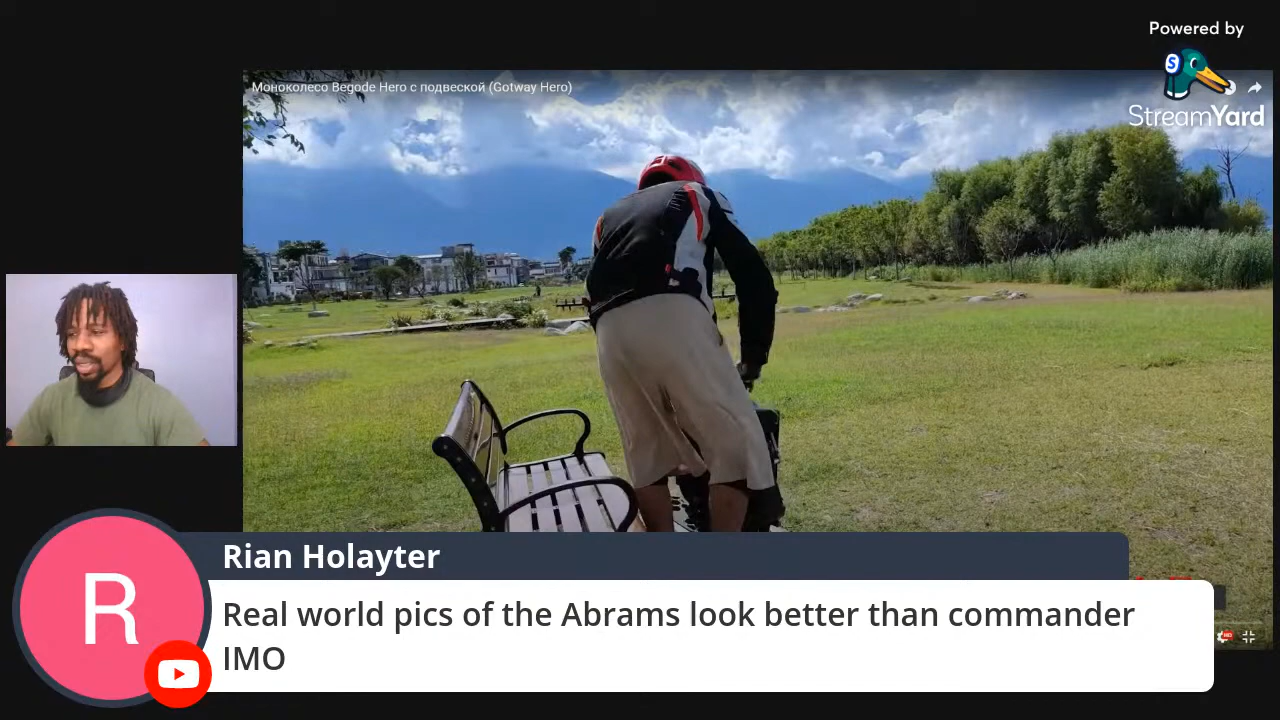 Powered by
S
StreamYard
Моноколесо Begode Hero с подвеской (Gotway Hero)
R
Rian Holayter
Real world pics of the Abrams look better than commander
IMO
HD